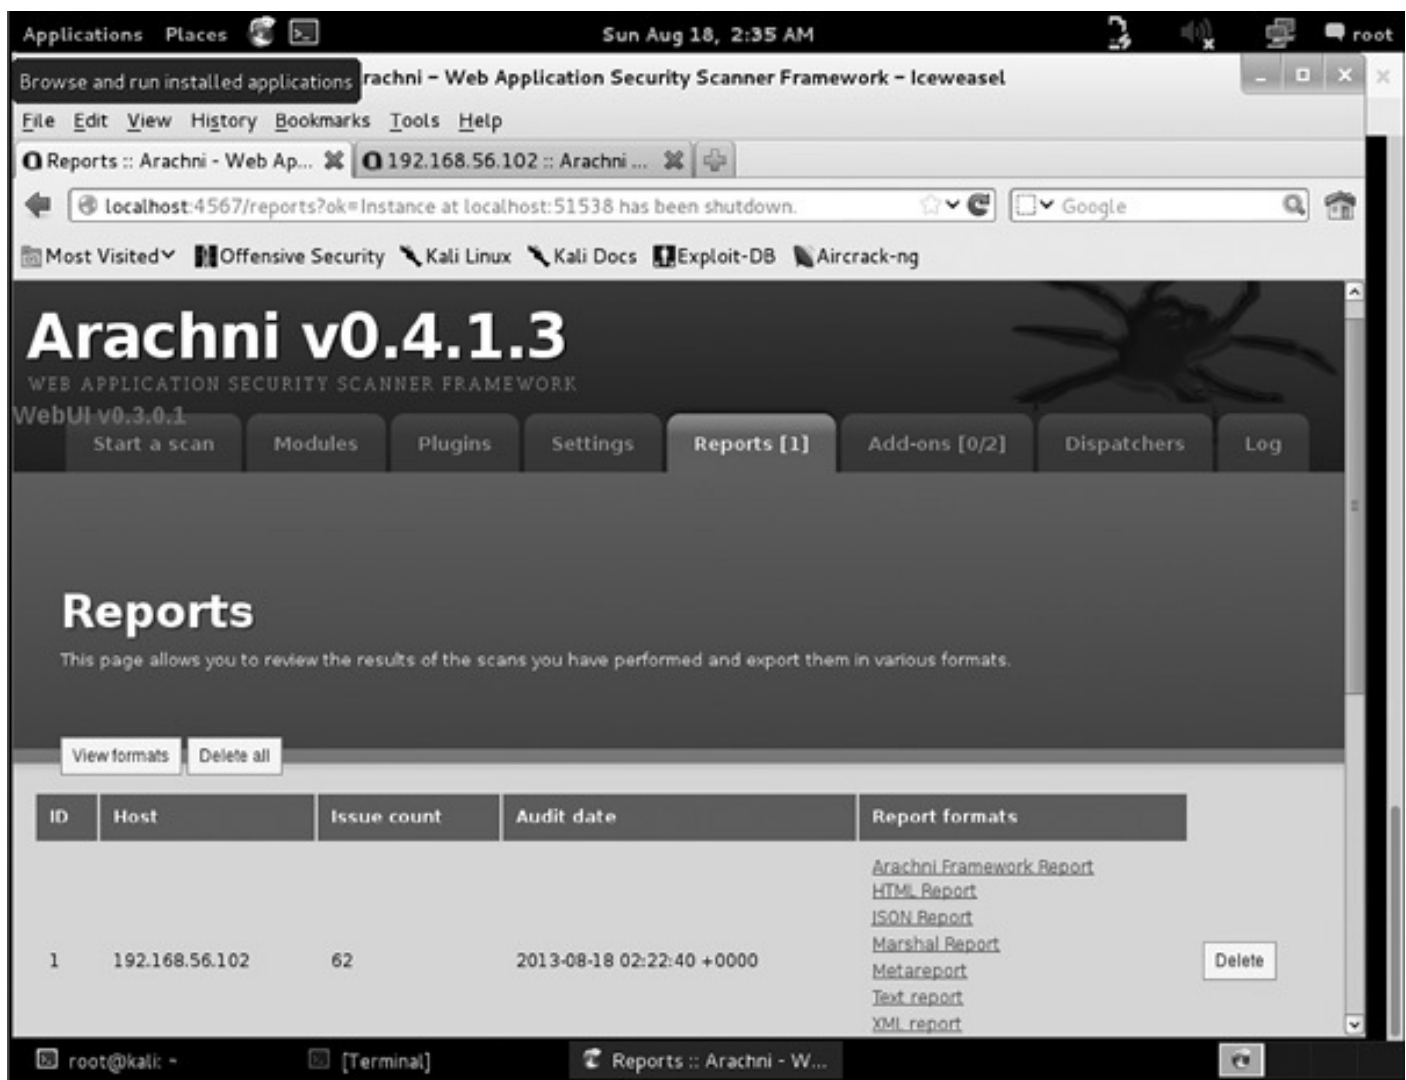 Applications Places Sun Aug 18, 2:35 AM root
Browse and run installed applications rachni – Web Application Security Scanner Framework – Iceweasel
File Edit View History Bookmarks Tools Help
Reports :: Arachni - Web Ap... 192.168.56.102 :: Arachni ...
localhost:4567/reports?ok=Instance at localhost:51538 has been shutdown. Google
Most Visited Offensive Security Kali Linux Kali Docs Exploit-DB Aircrack-ng
Arachni v0.4.1.3
WEB APPLICATION SECURITY SCANNER FRAMEWORK
WebUI v0.3.0.1
Start a scan Modules Plugins Settings Reports [1] Add-ons [0/2] Dispatchers Log
Reports
This page allows you to review the results of the scans you have performed and export them in various formats.
View formats Delete all
ID Host Issue count Audit date Report formats
Arachni Framework Report
HTML Report
JSON Report
Marshal Report
1 192.168.56.102 62 2013-08-18 02:22:40 +0000 Delete
Metareport
Text report
XML report
root@kali: ~ [Terminal] Reports :: Arachni - W...